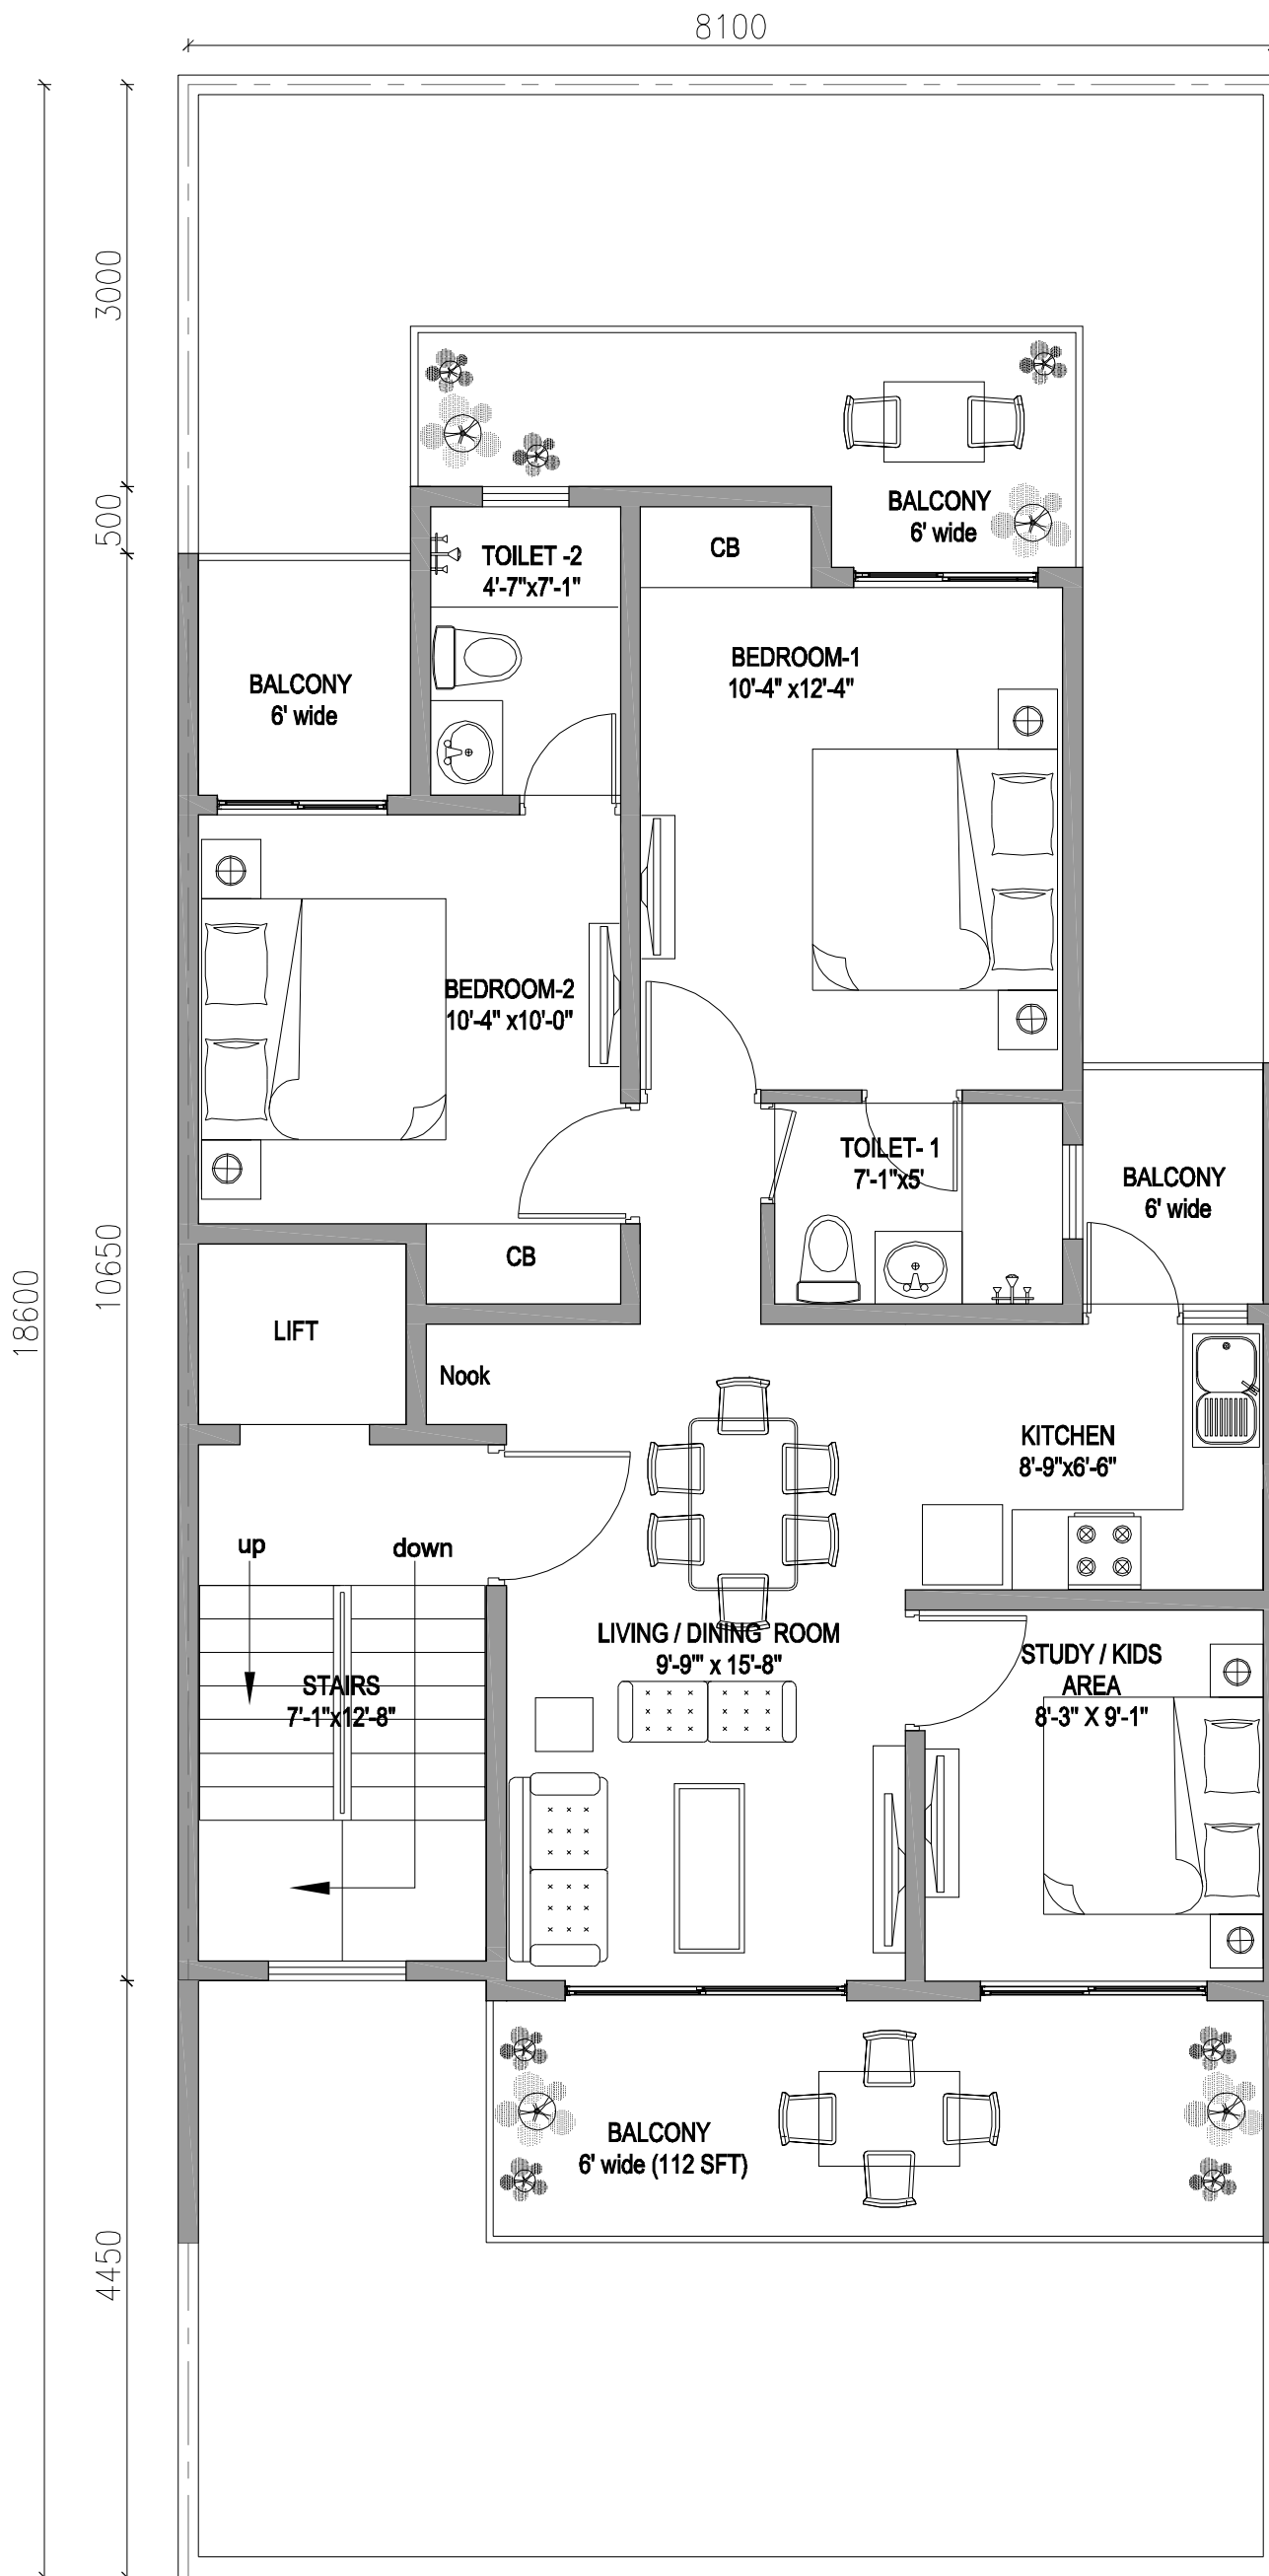 8100
3000
500
BALCONY
6' wide
TOILET -2
4'-7"x7'-1"
CB
BEDROOM-1
10'-4" x12'-4"
BALCONY
6' wide
BEDROOM-2
10'-4" x10'-0"
TOILET- 1
7'-1"x5'
BALCONY
6' wide
10650
18600
CB
LIFT
Nook
KITCHEN
8'-9"x6'-6"
up
down
LIVING / DINING ROOM
9'-9'" x 15'-8"
STUDY / KIDS
AREA
8'-3" X 9'-1"
STAIRS
7'-1"x12'-8"
BALCONY
6' wide (112 SFT)
4450